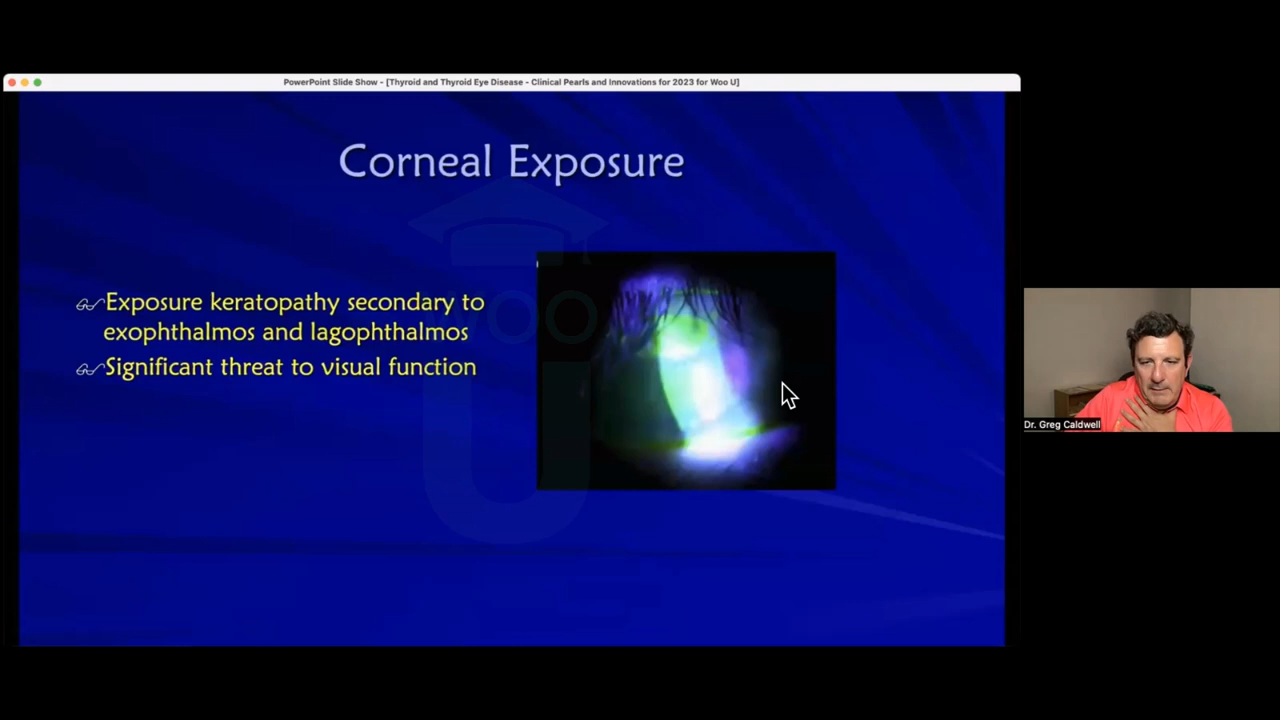 PowerPoint Slide Show - [Thyroid and Thyroid Eye Disease - Clinical Pearls and Innovations for 2023 for Woo U]
Corneal Exposure
Exposure keratopathy secondary to
exophthalmos and lagophthalmos
Significant threat to visual function
WOO
U
Dr. Greg Caldwell